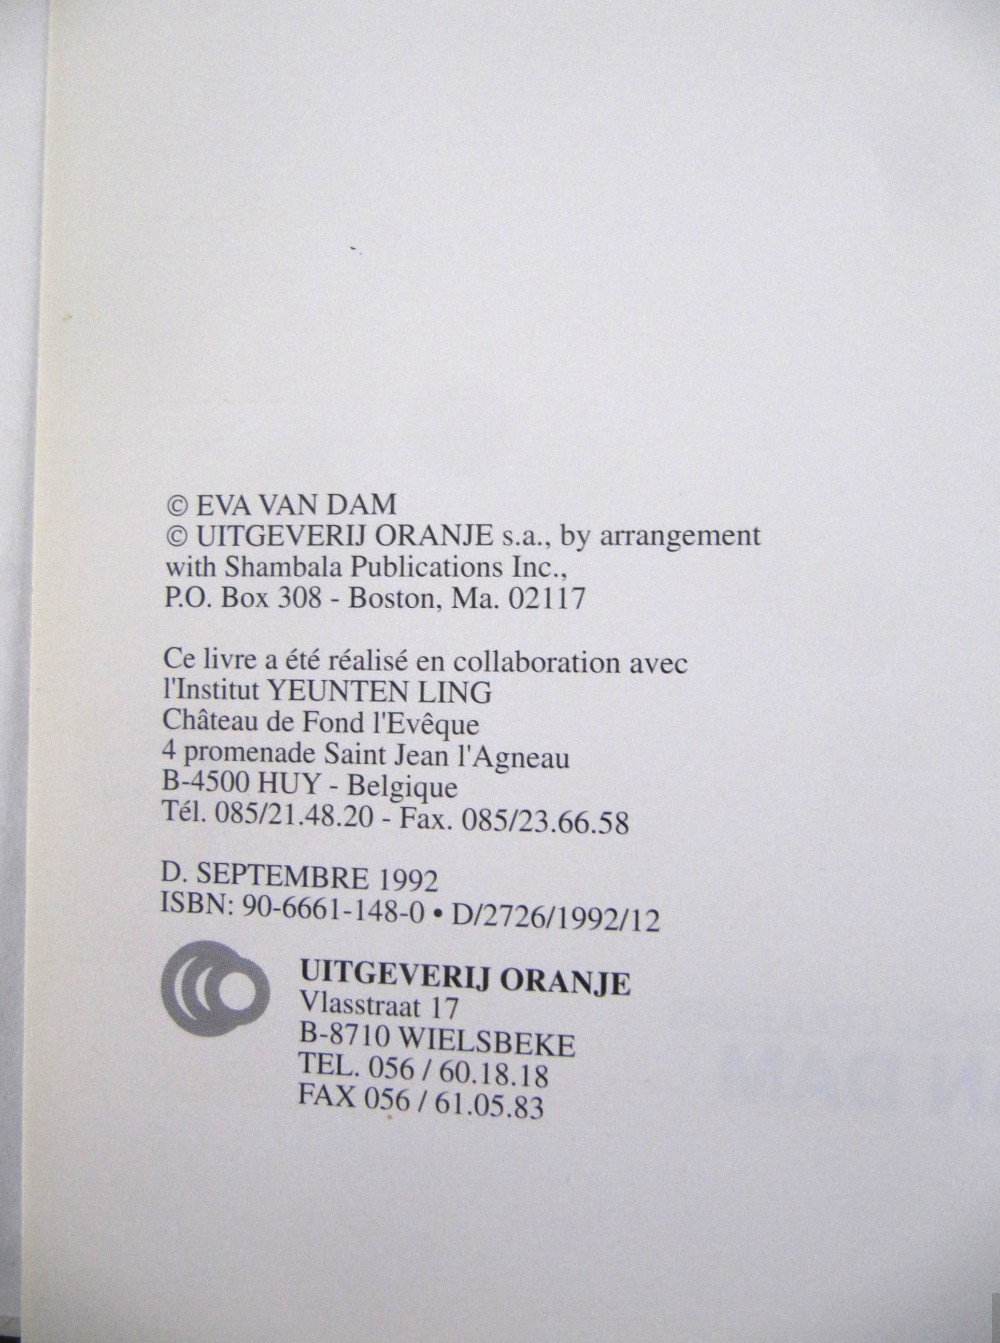 © EVA VAN DAM
© UITGEVERIJ ORANJE s.a., by arrangement
with Shambala Publications Inc.,
P.O. Box 308 - Boston, Ma. 02117
Ce livre a été réalisé en collaboration avec
l'Institut YEUNTEN LING
Château de Fond l'Evêque
4 promenade Saint Jean l'Agneau
B-4500 HUY - Belgique
Tél. 085/21.48.20 - Fax. 085/23.66.58
D. SEPTEMBRE 1992
ISBN: 90-6661-148-0 • D/2726/1992/12
UITGEVERIJ ORANJE
Vlasstraat 17
B-8710 WIELSBEKE
TEL. 056 / 60.18.18
FAX 056 / 61.05.83